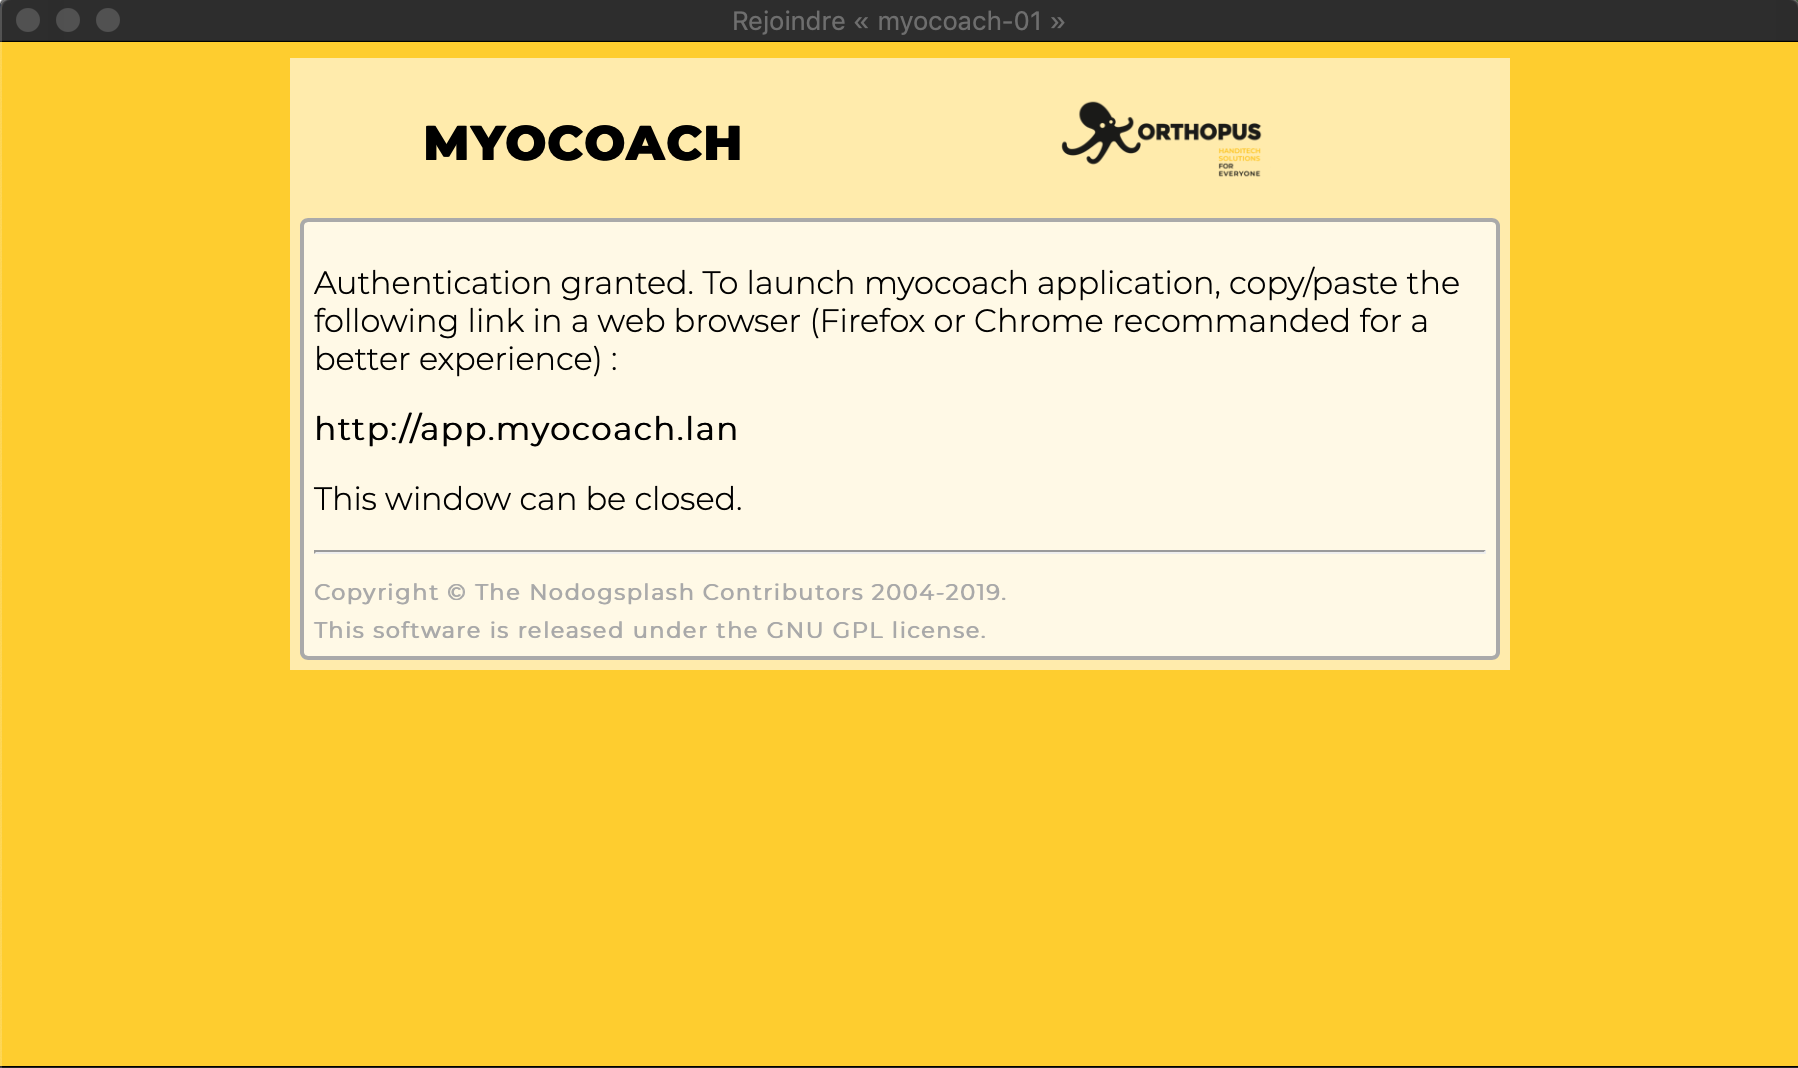 Rejoindre « myocoach-01 »
MYOCOACH
ORTHOPUS
HANDITECH
SOLUTIONS
FOR
EVERYONE
Authentication granted. To launch myocoach application, copy/paste the
following link in a web browser (Firefox or Chrome recommanded for a
better experience) :
http://app.myocoach.lan
This window can be closed.
Copyright © The Nodogsplash Contributors 2004-2019.
This software is released under the GNU GPL license.